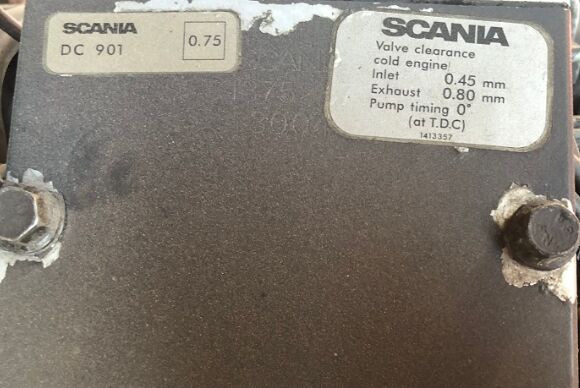 SCANIA
DC 901
0.75
SCANIA
Valve clearance
cold engine
Inlet 0.45 mm
Exhaust 0.80 mm
Pump timing 0°
(at T.D.C)
1413357